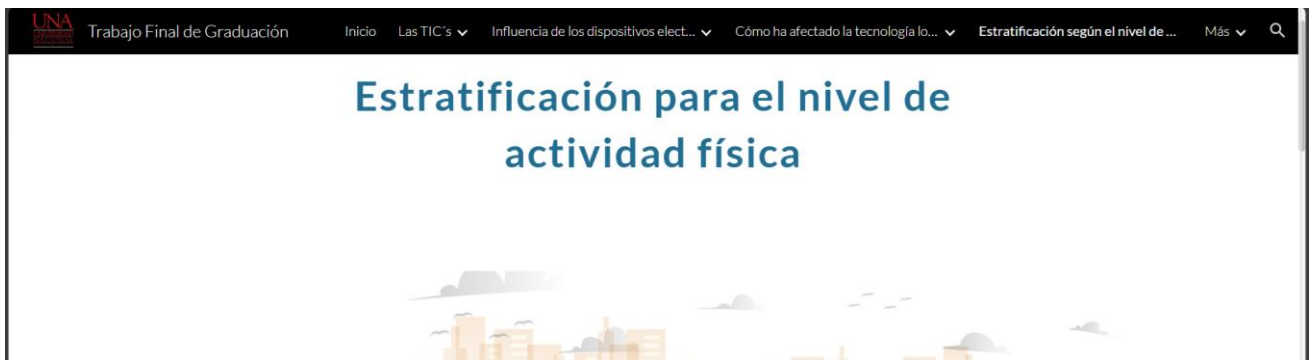 UNA
Trabajo Final de Graduación
Inicio
Las TIC´s
Influencia de los dispositivos elect...
Cómo ha afectado la tecnología lo...
Estratificación según el nivel de ...
Más
Estratificación para el nivel de
actividad física